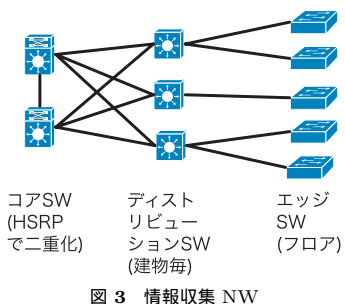 コアSW
(HSRP
で二重化)
ディスト
リビュー
ションSW
(建物毎)
エッジ
SW
(フロア)
図 3 情報収集 NW